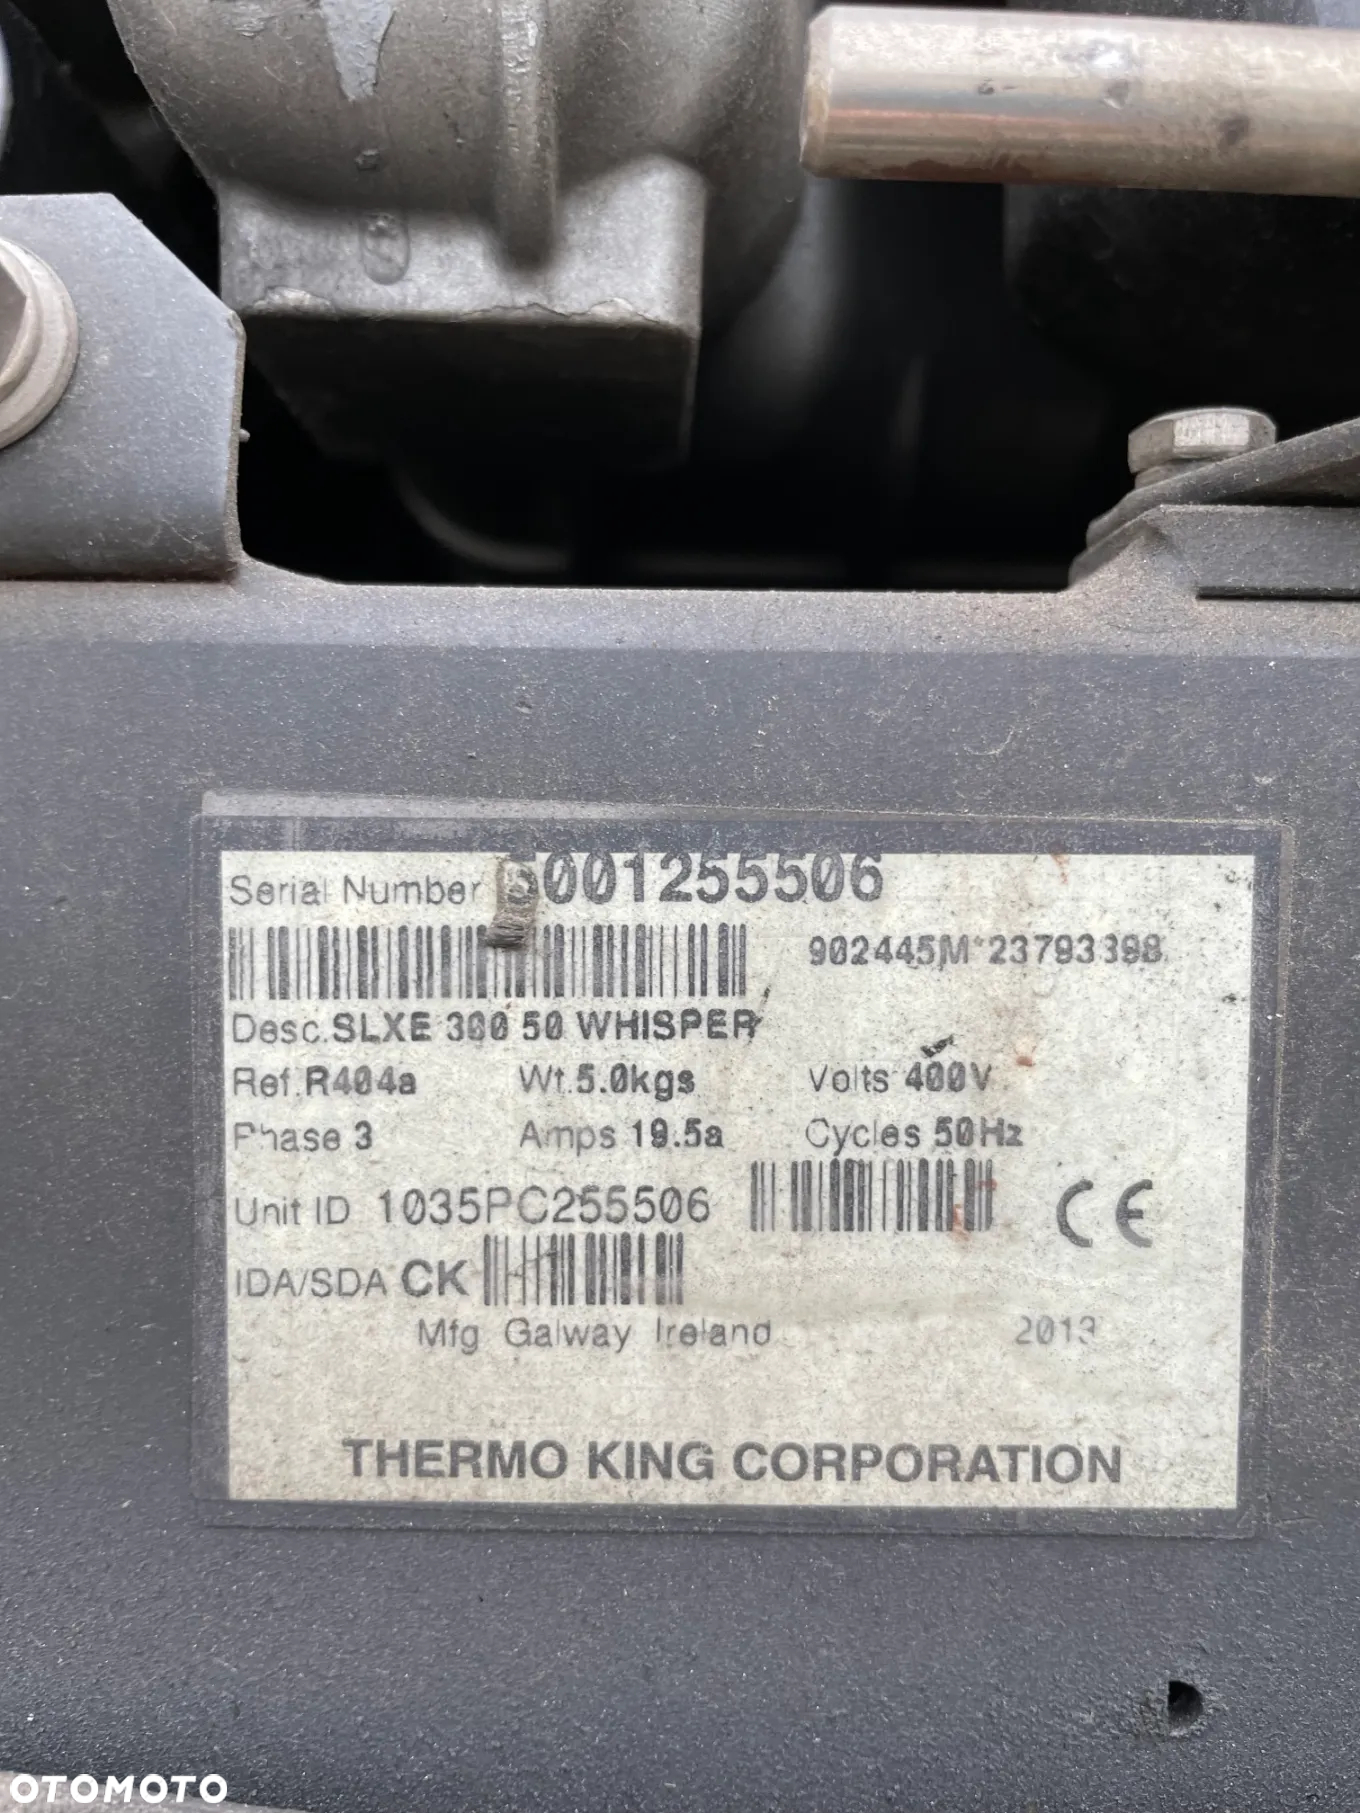 Serial Number 5001255506
902445M*23793398
Desc.SLXE 300 50 WHISPER
Ref.R404a Wt.5.0kgs Volts 400V
Phase 3 Amps 19.5a Cycles 50Hz
Unit ID 1035PC255506
CE
IDA/SDA CK
Mfg Galway Ireland 2013
THERMO KING CORPORATION
OTOMOTO